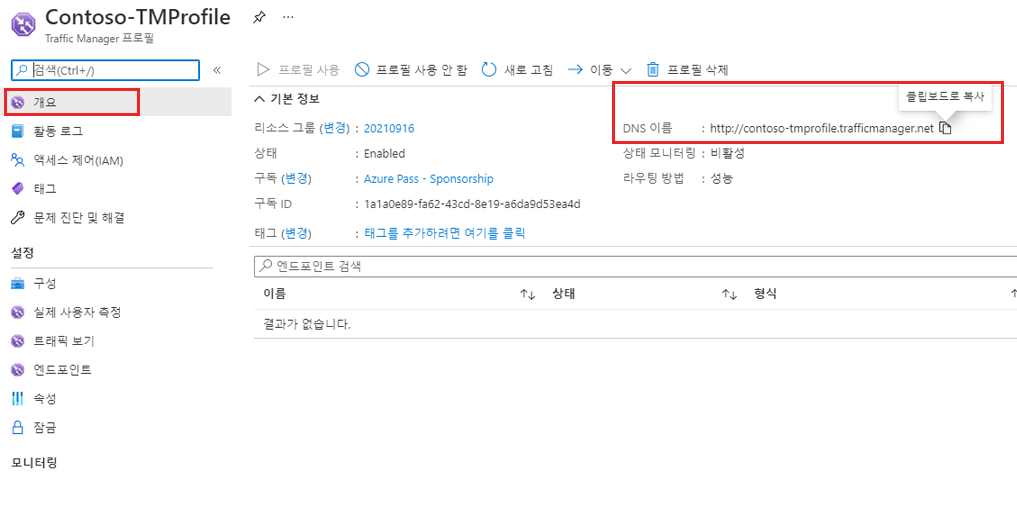 Contoso-TMProfile
Traffic Manager 프로필
검색(Ctrl+/)
개요
활동 로그
액세스 제어(IAM)
태그
문제 진단 및 해결
설정
구성
실제 사용자 측정
트래픽 보기
엔드포인트
속성
잠금
모니터링
프로필 사용 프로필 사용 안 함 새로 고침 이동 프로필 삭제
클립보드로 복사
기본 정보
리소스 그룹 (변경) : 20210916
상태 : Enabled
구독 (변경) : Azure Pass - Sponsorship
구독 ID : 1a1a0e89-fa62-43cd-8e19-a6da9d53ea4d
태그 (변경) : 태그를 추가하려면 여기를 클릭
DNS 이름 : http://contoso-tmprofile.trafficmanager.net
상태 모니터링 : 비활성
라우팅 방법 : 성능
엔드포인트 검색
이름 상태 형식
결과가 없습니다.